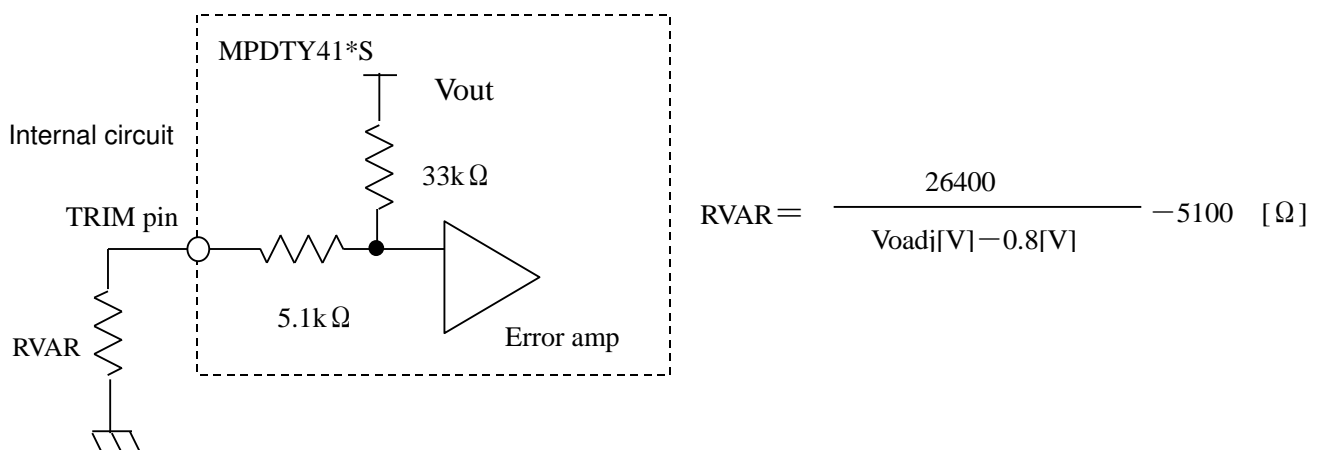 MPDTY41*S
Vout
Internal circuit
33kΩ
TRIM pin
5.1kΩ
Error amp
RVAR
RVAR＝ 26400 −5100 [Ω]
Voadj[V]−0.8[V]